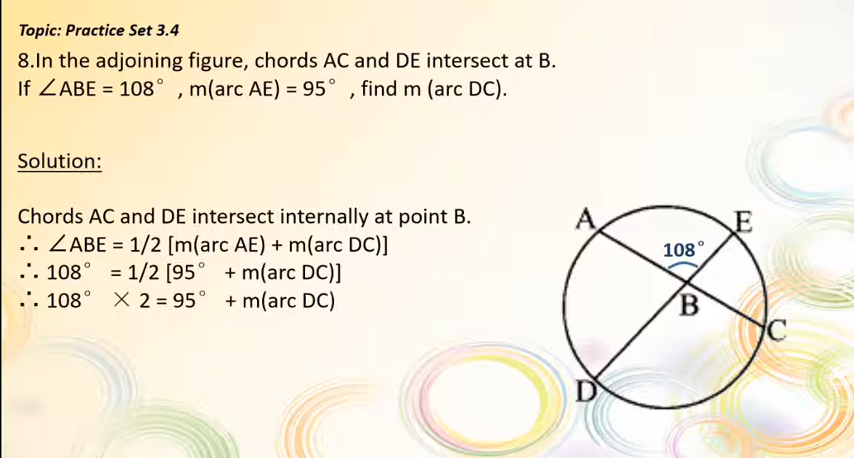 Topic: Practice Set 3.4
8.In the adjoining figure, chords AC and DE intersect at B.
If ∠ABE = 108° , m(arc AE) = 95° , find m (arc DC).
Solution:
Chords AC and DE intersect internally at point B.
∴ ∠ABE = 1/2 [m(arc AE) + m(arc DC)]
∴ 108° = 1/2 [95° + m(arc DC)]
∴ 108° × 2 = 95° + m(arc DC)
A
E
108°
B
C
D